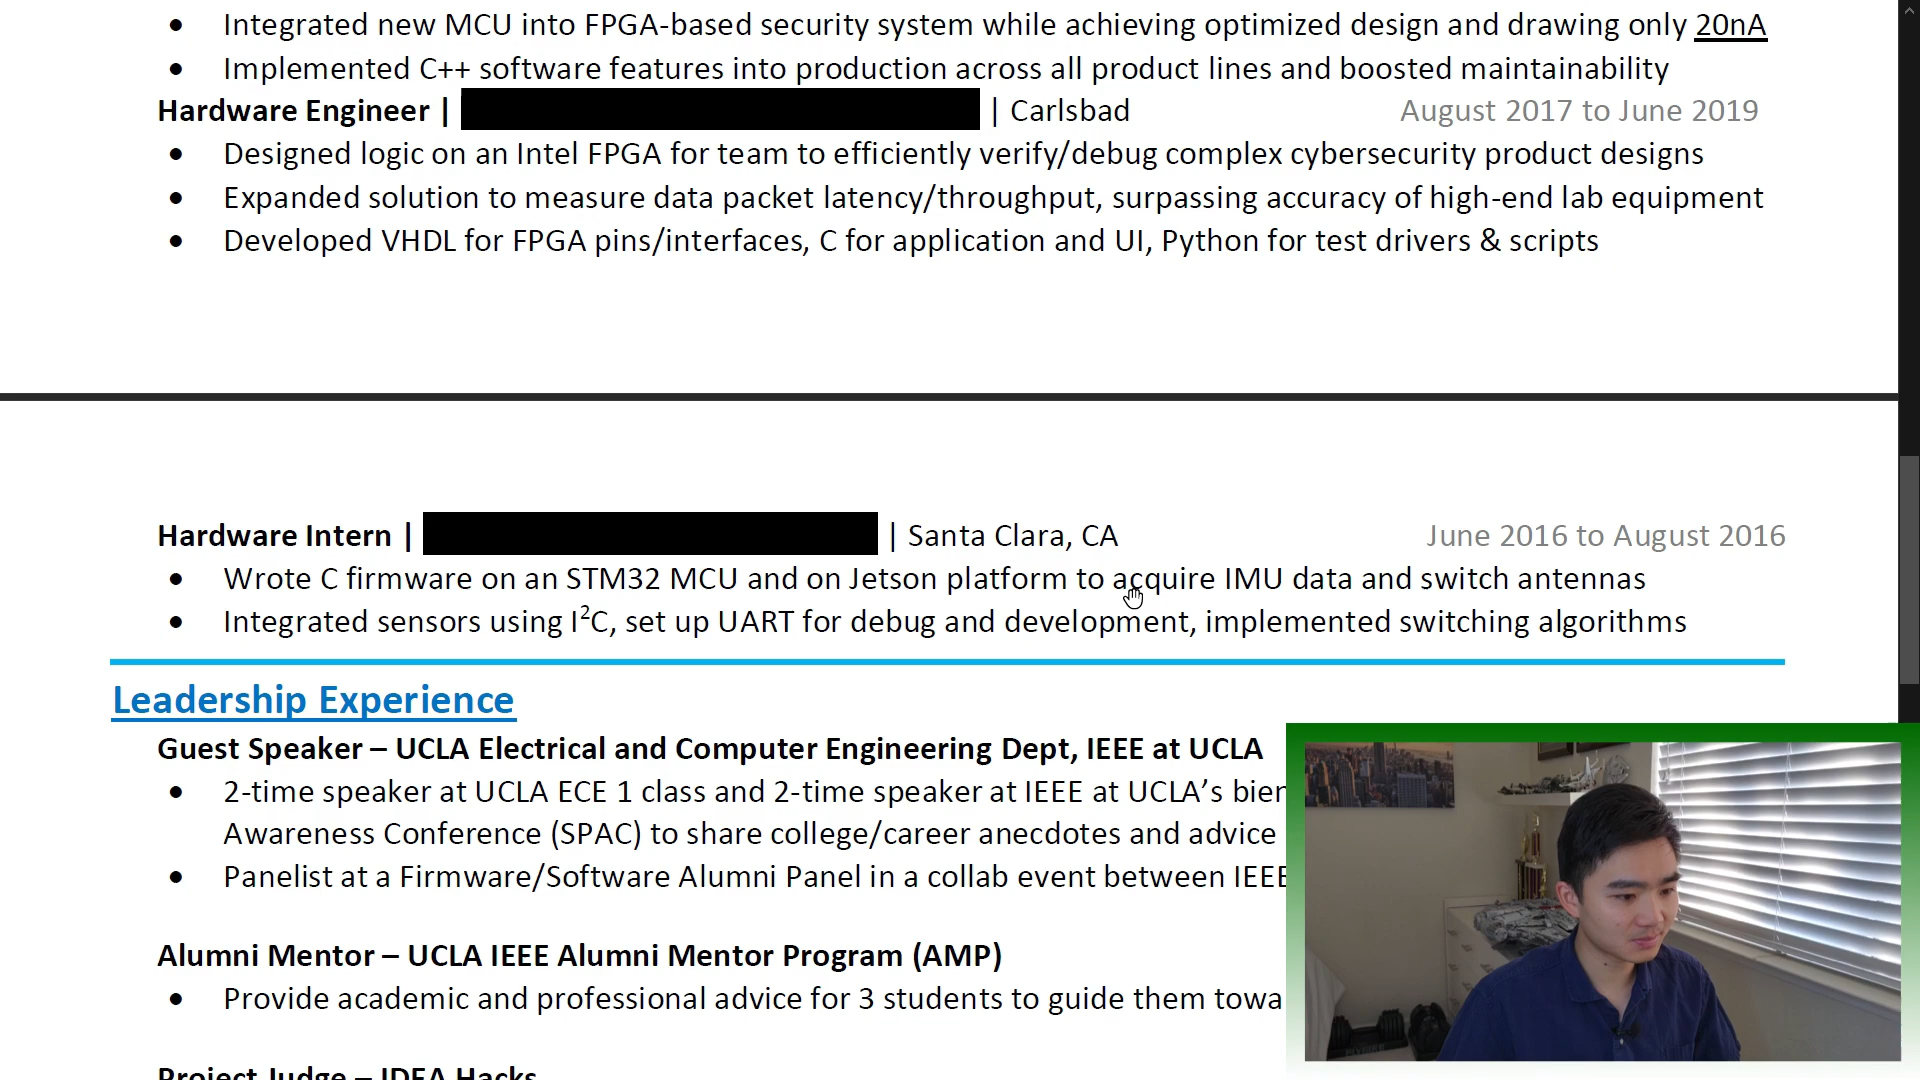 • Integrated new MCU into FPGA-based security system while achieving optimized design and drawing only 20nA
• Implemented C++ software features into production across all product lines and boosted maintainability
Hardware Engineer | | Carlsbad August 2017 to June 2019
• Designed logic on an Intel FPGA for team to efficiently verify/debug complex cybersecurity product designs
• Expanded solution to measure data packet latency/throughput, surpassing accuracy of high-end lab equipment
• Developed VHDL for FPGA pins/interfaces, C for application and UI, Python for test drivers & scripts
Hardware Intern | | Santa Clara, CA June 2016 to August 2016
• Wrote C firmware on an STM32 MCU and on Jetson platform to acquire IMU data and switch antennas
• Integrated sensors using I²C, set up UART for debug and development, implemented switching algorithms
Leadership Experience
Guest Speaker – UCLA Electrical and Computer Engineering Dept, IEEE at UCLA
• 2-time speaker at UCLA ECE 1 class and 2-time speaker at IEEE at UCLA’s bien
Awareness Conference (SPAC) to share college/career anecdotes and advice
• Panelist at a Firmware/Software Alumni Panel in a collab event between IEEE
Alumni Mentor – UCLA IEEE Alumni Mentor Program (AMP)
• Provide academic and professional advice for 3 students to guide them towa
Project Judge – IDEA Hacks